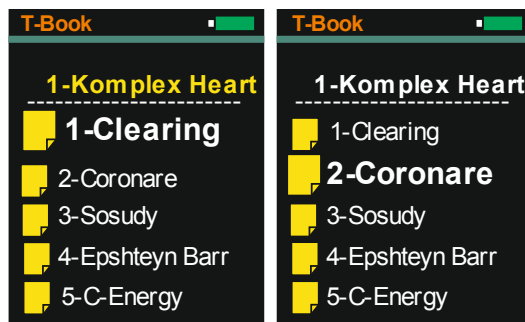 T-Book
1-Komplex Heart
1-Clearing
2-Coronare
3-Sosudy
4-Epshteyn Barr
5-C-Energy
T-Book
1-Komplex Heart
1-Clearing
2-Coronare
3-Sosudy
4-Epshteyn Barr
5-C-Energy